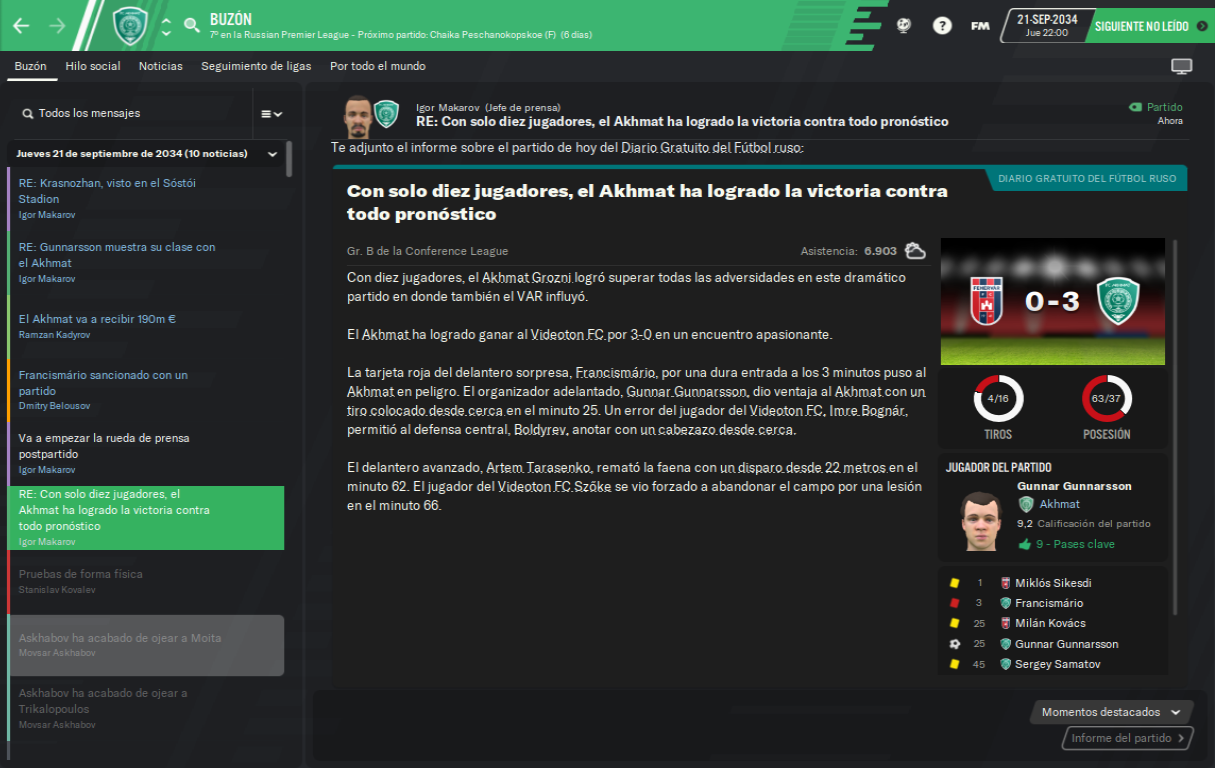 BUZÓN
7º en la Russian Premier League - Próximo partido: Chaika Peschanokopskoe (F) (6 días)
?
FM
21-SEP-2034
Jue 22:00
SIGUIENTE NO LEÍDO
Buzón
Hilo social
Noticias
Seguimiento de ligas
Por todo el mundo
Todos los mensajes
Jueves 21 de septiembre de 2034 (10 noticias)
RE: Krasnozhan, visto en el Sóstói
Stadion
Igor Makarov
RE: Gunnarsson muestra su clase con
el Akhmat
Igor Makarov
El Akhmat va a recibir 190m €
Ramzan Kadyrov
Francismário sancionado con un
partido
Dmitry Belousov
Va a empezar la rueda de prensa
postpartido
Igor Makarov
RE: Con solo diez jugadores, el
Akhmat ha logrado la victoria contra
todo pronóstico
Igor Makarov
Pruebas de forma física
Stanislav Kovalev
Askhabov ha acabado de ojear a Moita
Movsar Askhabov
Askhabov ha acabado de ojear a
Trikalopoulos
Movsar Askhabov
Igor Makarov (Jefe de prensa)
RE: Con solo diez jugadores, el Akhmat ha logrado la victoria contra todo pronóstico
Partido
Ahora
Te adjunto el informe sobre el partido de hoy del Diario Gratuito del Fútbol ruso:
DIARIO GRATUITO DEL FÚTBOL RUSO
Con solo diez jugadores, el Akhmat ha logrado la victoria contra
todo pronóstico
Gr. B de la Conference League
Asistencia: 6.903
Con diez jugadores, el Akhmat Grozni logró superar todas las adversidades en este dramático
partido en donde también el VAR influyó.
El Akhmat ha logrado ganar al Videoton FC por 3-0 en un encuentro apasionante.
La tarjeta roja del delantero sorpresa, Francismário, por una dura entrada a los 3 minutos puso al
Akhmat en peligro. El organizador adelantado, Gunnar Gunnarsson, dio ventaja al Akhmat con un
tiro colocado desde cerca en el minuto 25. Un error del jugador del Videoton FC, Imre Bognár,
permitió al defensa central, Boldyrev, anotar con un cabezazo desde cerca.
El delantero avanzado, Artem Tarasenko, remató la faena con un disparo desde 22 metros en el
minuto 62. El jugador del Videoton FC Szőke se vio forzado a abandonar el campo por una lesión
en el minuto 66.
FEHÉRVÁR
0-3
4/16
TIROS
63/37
POSESIÓN
JUGADOR DEL PARTIDO
Gunnar Gunnarsson
Akhmat
9,2 Calificación del partido
9 - Pases clave
1 Miklós Sikesdi
3 Francismário
25 Milán Kovács
25 Gunnar Gunnarsson
45 Sergey Samatov
Momentos destacados
Informe del partido